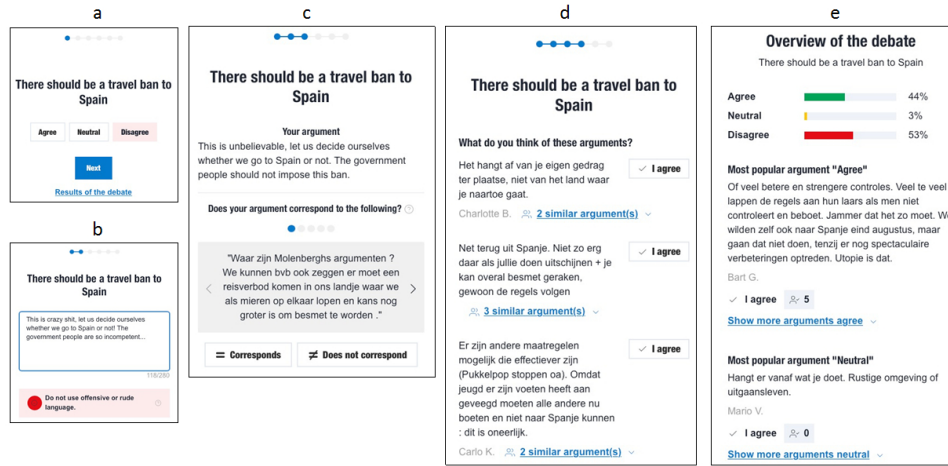 a
There should be a travel ban to
Spain
Agree Neutral Disagree
Next
Results of the debate
b
There should be a travel ban to
Spain
This is crazy shit, let us decide ourselves
whether we go to Spain or not! The
government people are so incompetent...
118/280
Do not use offensive or rude
language.
c
There should be a travel ban to
Spain
Your argument
This is unbelievable, let us decide ourselves
whether we go to Spain or not. The government
people should not impose this ban.
Does your argument correspond to the following?
"Waar zijn Molenberghs argumenten ?
We kunnen bvb ook zeggen er moet een
reisverbod komen in ons landje waar we
als mieren op elkaar lopen en kans nog
groter is om besmet te worden ."
= Corresponds ≠ Does not correspond
d
There should be a travel ban to
Spain
What do you think of these arguments?
Het hangt af van je eigen gedrag
ter plaatse, niet van het land waar
je naartoe gaat.
I agree
Charlotte B. 2 similar argument(s)
Net terug uit Spanje. Niet zo erg
daar als jullie doen uitschijnen + je
kan overal besmet geraken,
gewoon de regels volgen
I agree
3 similar argument(s)
Er zijn andere maatregelen
mogelijk die effectiever zijn
(Pukkelpop stoppen oa). Omdat
jeugd er zijn voeten heeft aan
geveegd moeten alle andere nu
boeten en niet naar Spanje kunnen
: dit is oneerlijk.
I agree
Carlo K. 2 similar argument(s)
e
Overview of the debate
There should be a travel ban to Spain
Agree 44%
Neutral 3%
Disagree 53%
Most popular argument "Agree"
Of veel betere en strengere controles. Veel te veel
lappen de regels aan hun laars als men niet
controleert en beboet. Jammer dat het zo moet. We
wilden zelf ook naar Spanje eind augustus, maar
gaan dat niet doen, tenzij er nog spectaculaire
verbeteringen optreden. Utopie is dat.
Bart G.
I agree 5
Show more arguments agree
Most popular argument "Neutral"
Hangt er vanaf wat je doet. Rustige omgeving of
uitgaansleven.
Mario V.
I agree 0
Show more arguments neutral